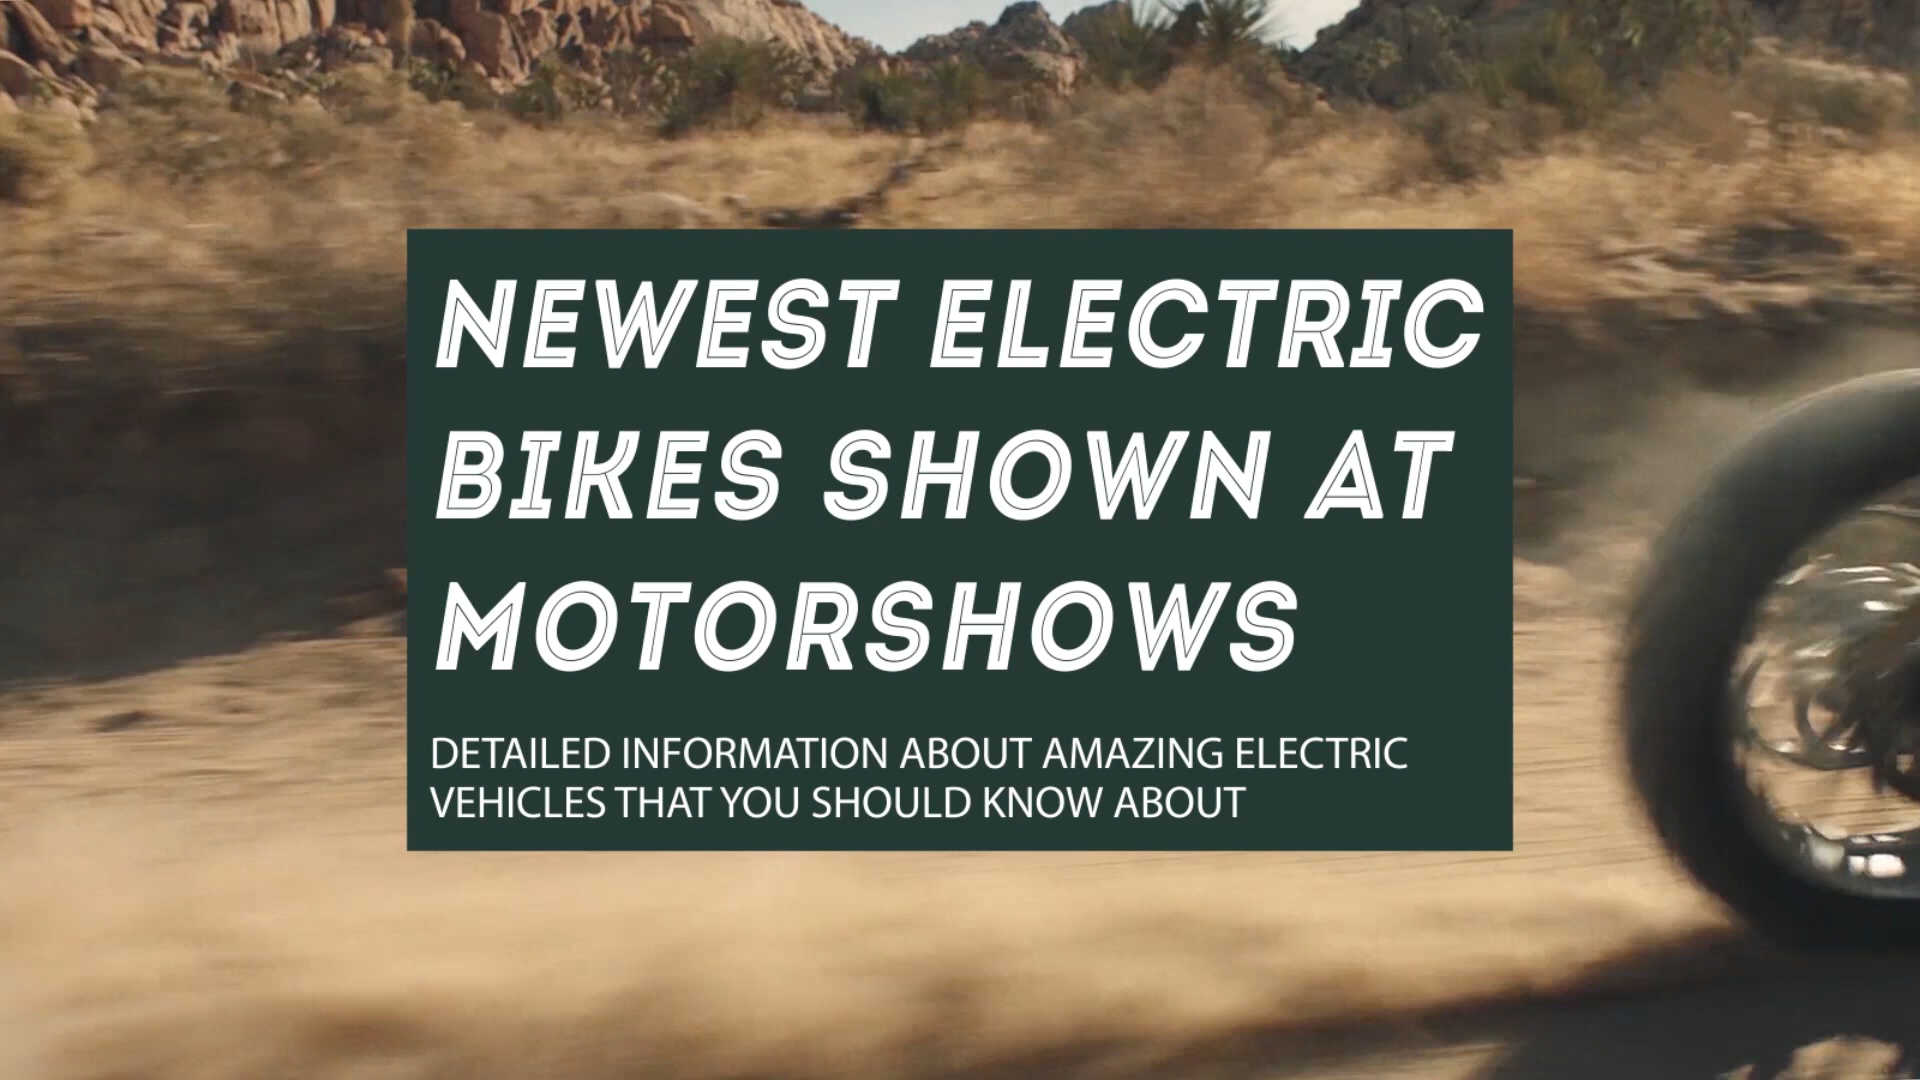 NEWEST ELECTRIC
BIKES SHOWN AT
MOTORSHOWS
DETAILED INFORMATION ABOUT AMAZING ELECTRIC
VEHICLES THAT YOU SHOULD KNOW ABOUT